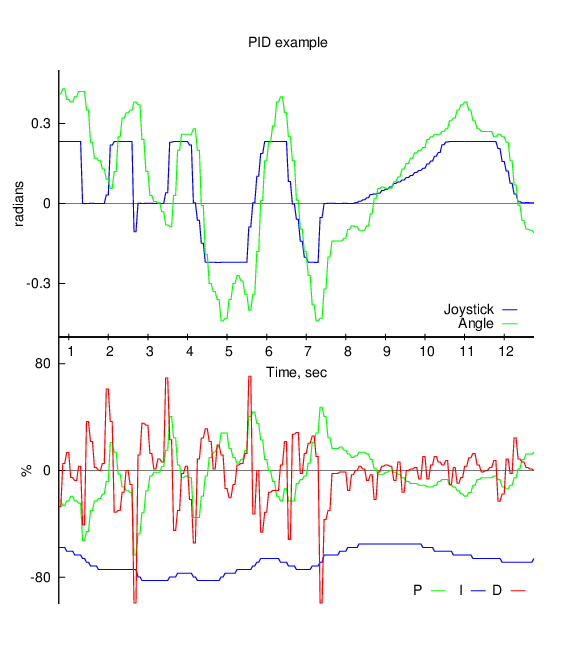 PID example
radians
0.3
0
-0.3
Joystick
Angle
1 2 3 4 5 6 7 8 9 10 11 12
Time, sec
%
80
0
-80
P I D